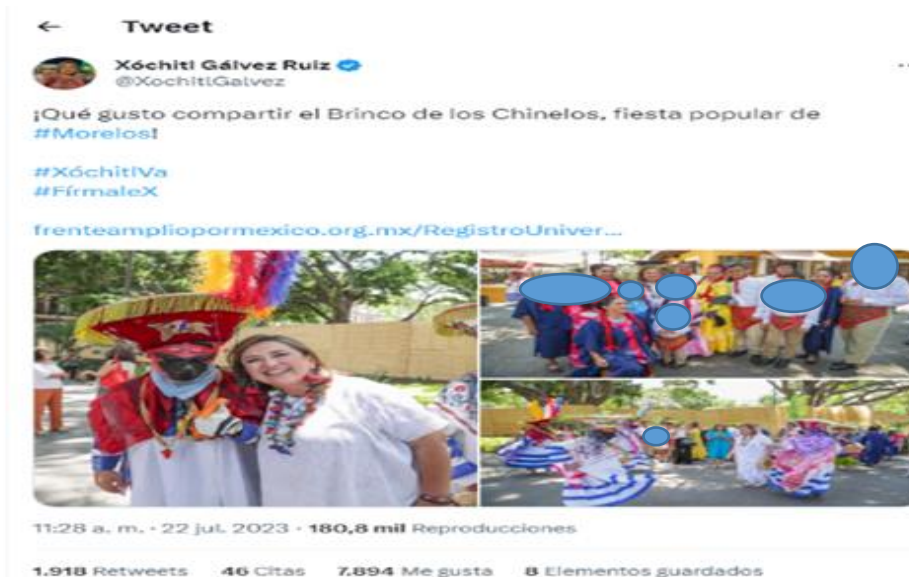 Tweet
Xóchitl Gálvez Ruiz
@XochitlGalvez
¡Qué gusto compartir el Brinco de los Chinelos, fiesta popular de
#Morelos!
#XóchitlVa
#FírmaleX
frenteampliopormexico.org.mx/RegistroUniver...
11:28 a. m. · 22 jul. 2023 · 180,8 mil Reproducciones
1.918 Retweets 46 Citas 7.894 Me gusta 8 Elementos guardados